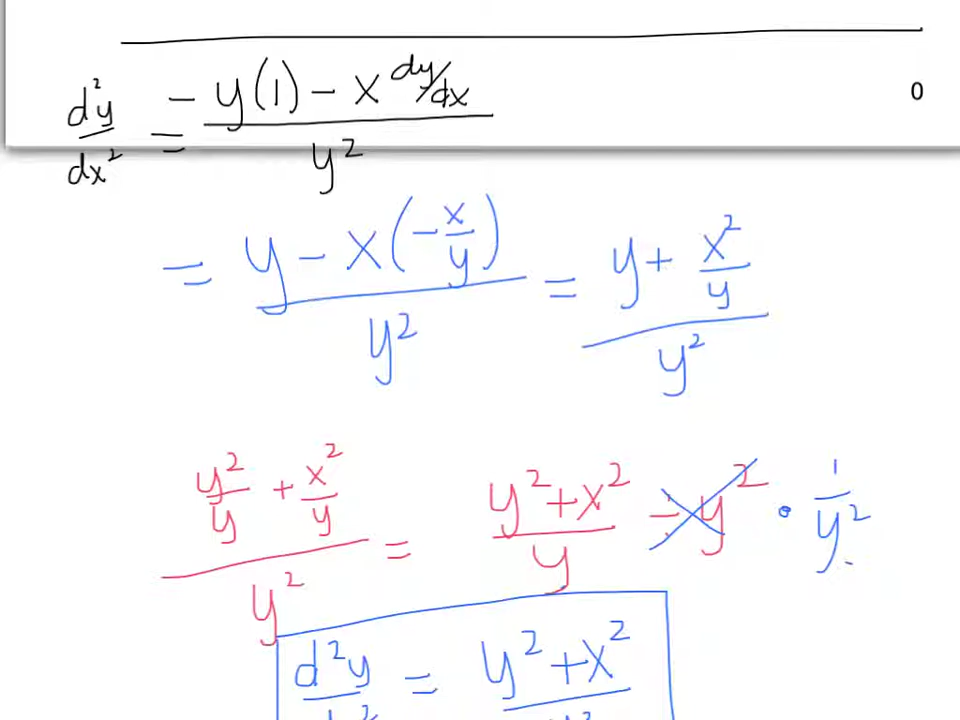 0
d²y/dx² = - (y(1) - x dy/dx)/y²
= (y - x(-x/y))/y² = (y + x²/y)/y²
(y²/y + x²/y)/y² = (y² + x²)/y ÷ y² · 1/y²
d²y/dx² = (y² + x²)/